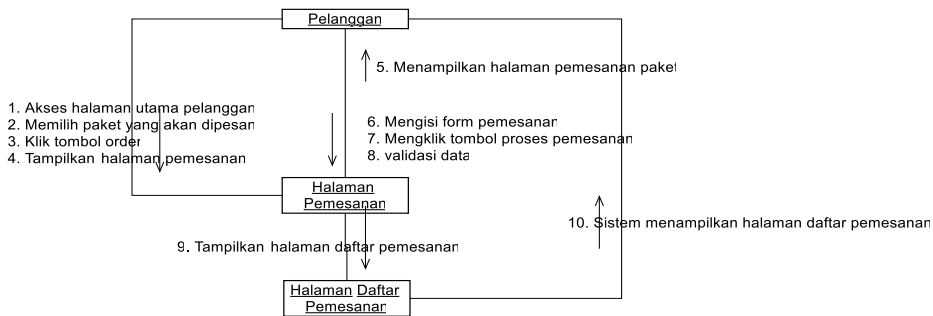 Pelanggan
5. Menampilkan halaman pemesanan paket
1. Akses halaman utama pelanggan
2. Memilih paket yang akan dipesan
3. Klik tombol order
4. Tampilkan halaman pemesanan
6. Mengisi form pemesanan
7. Mengklik tombol proses pemesanan
8. validasi data
Halaman
Pemesanan
10. Sistem menampilkan halaman daftar pemesanan
9. Tampilkan halaman daftar pemesanan
Halaman Daftar
Pemesanan